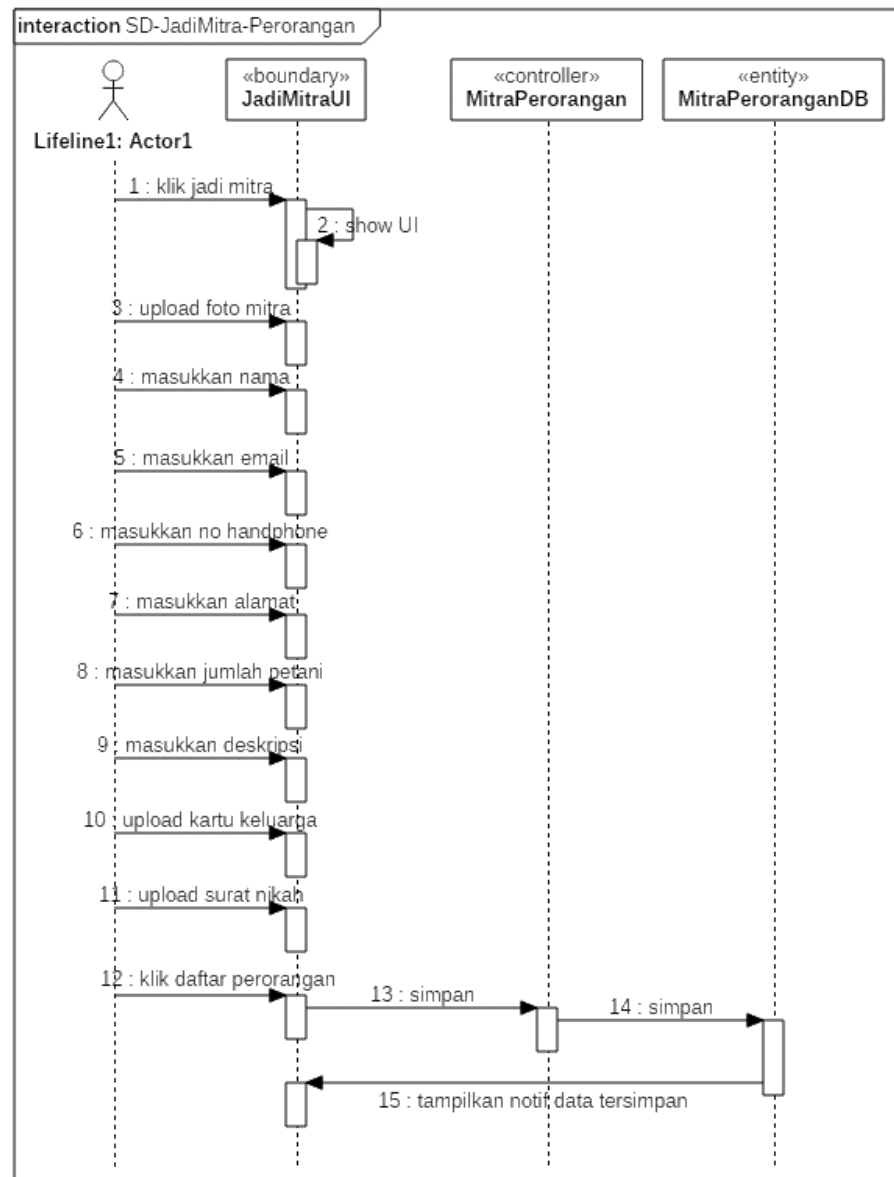 interaction SD-JadiMitra-Perorangan
«boundary»
JadiMitraUI
«controller»
MitraPerorangan
«entity»
MitraPeroranganDB
Lifeline1: Actor1
1 : klik jadi mitra
2 : show UI
3 : upload foto mitra
4 : masukkan nama
5 : masukkan email
6 : masukkan no handphone
7 : masukkan alamat
8 : masukkan jumlah petani
9 : masukkan deskripsi
10 : upload kartu keluarga
11 : upload surat nikah
12 : klik daftar perorangan
13 : simpan
14 : simpan
15 : tampilkan notif data tersimpan